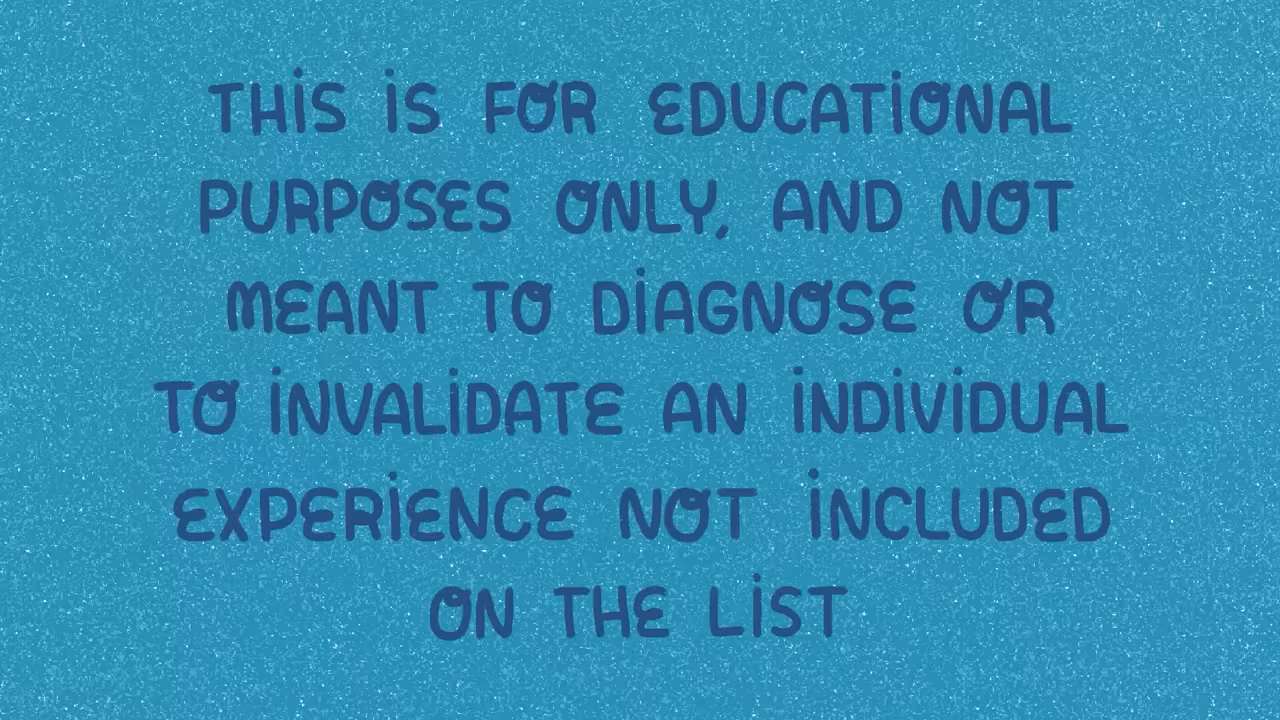 THIS IS FOR EDUCATIONAL
PURPOSES ONLY, AND NOT
MEANT TO DIAGNOSE OR
TO INVALIDATE AN INDIVIDUAL
EXPERIENCE NOT INCLUDED
ON THE LIST